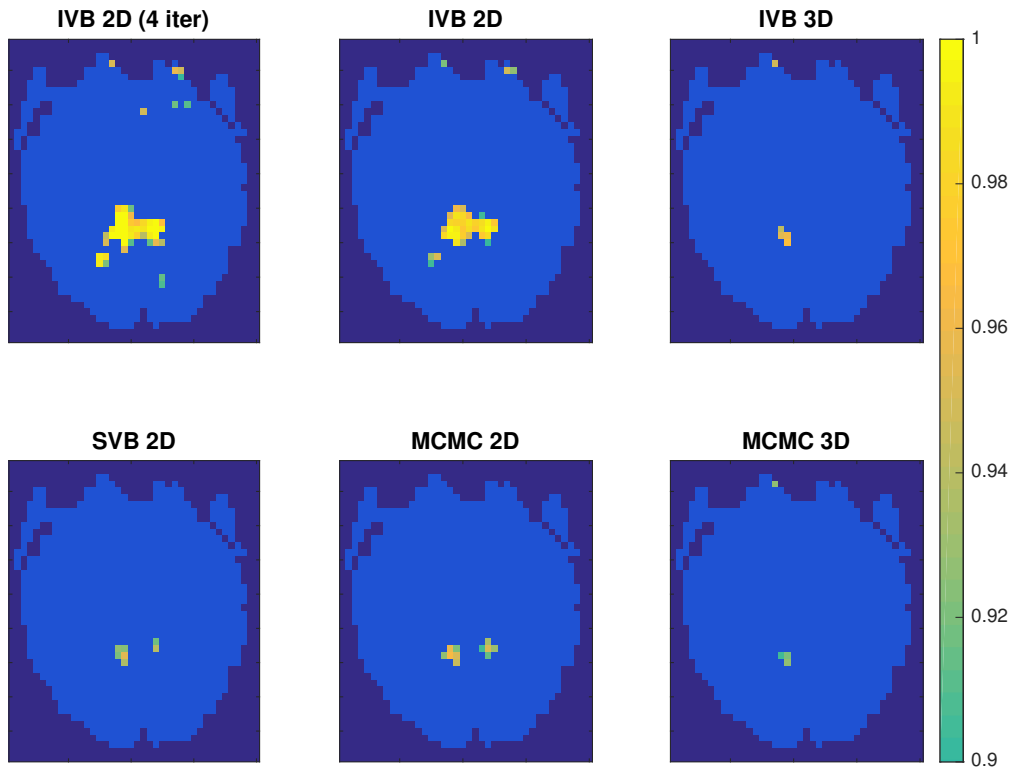 IVB 2D (4 iter)
IVB 2D
IVB 3D
1
0.98
0.96
0.94
0.92
0.9
SVB 2D
MCMC 2D
MCMC 3D